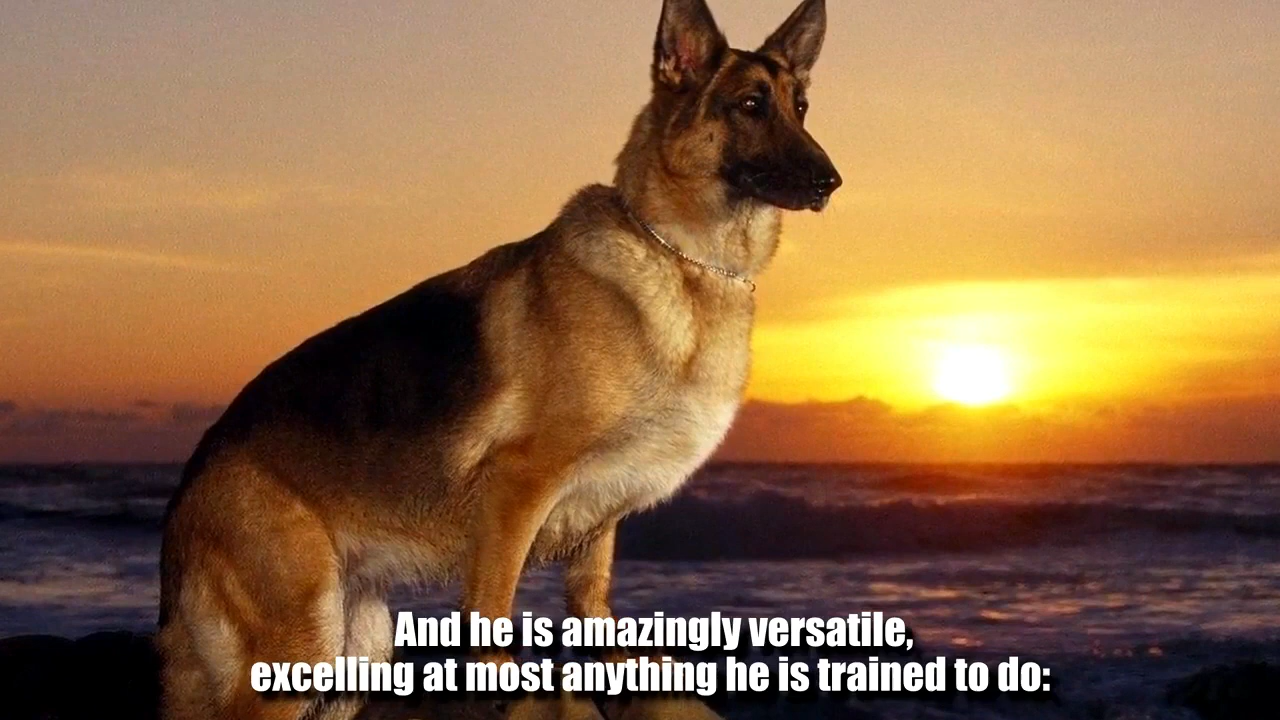 And he is amazingly versatile,
excelling at most anything he is trained to do: